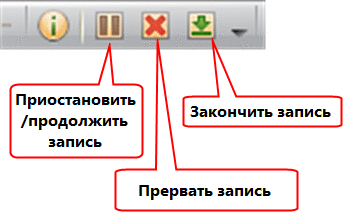 Приостановить
/продолжить
запись
Закончить запись
Прервать запись